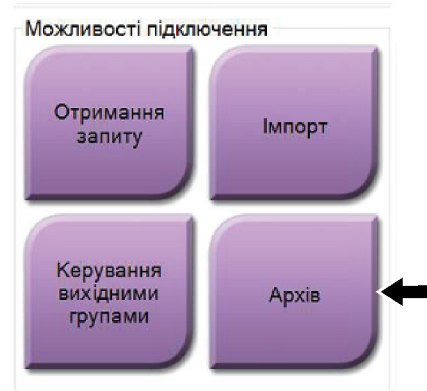 Можливості підключення
Отримання
запиту
Імпорт
Керування
вихідними
групами
Архів